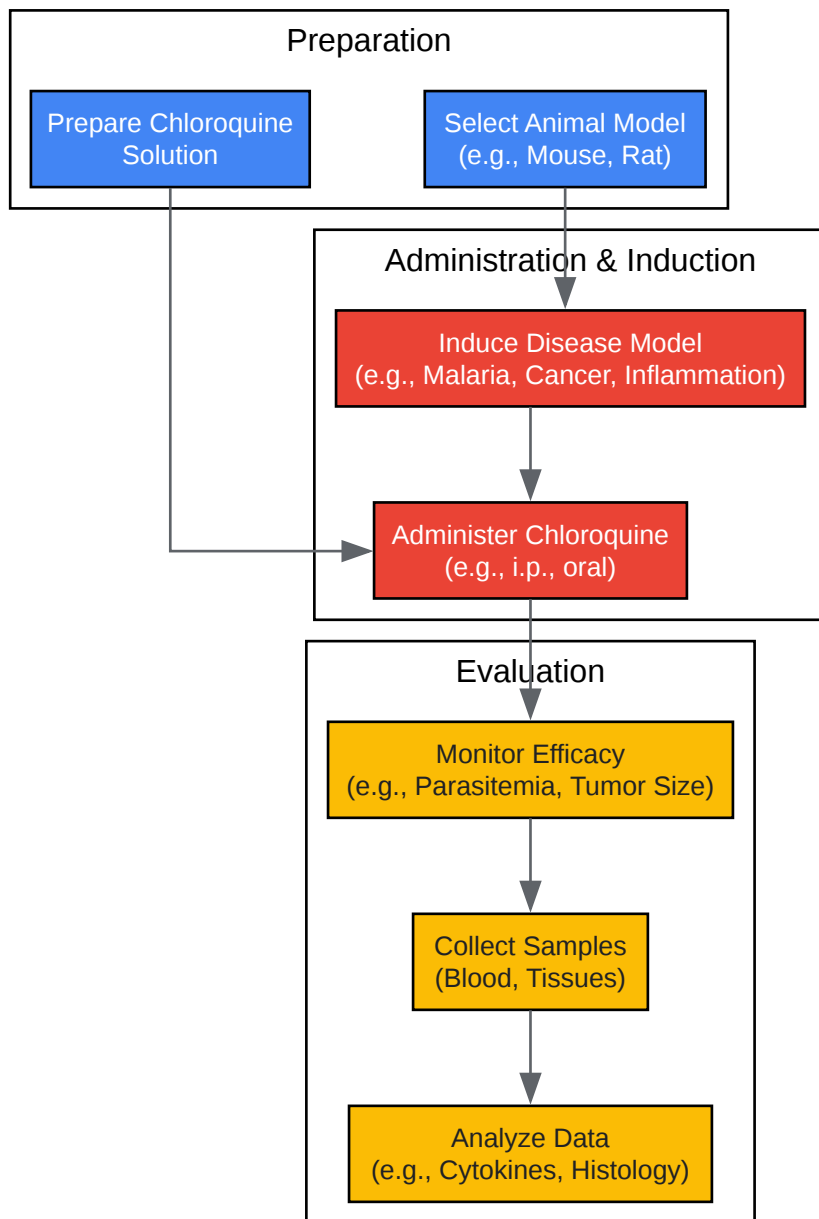 Preparation
Prepare Chloroquine
Solution
Select Animal Model
(e.g., Mouse, Rat)
Administration & Induction
Induce Disease Model
(e.g., Malaria, Cancer, Inflammation)
Administer Chloroquine
(e.g., i.p., oral)
Evaluation
Monitor Efficacy
(e.g., Parasitemia, Tumor Size)
Collect Samples
(Blood, Tissues)
Analyze Data
(e.g., Cytokines, Histology)